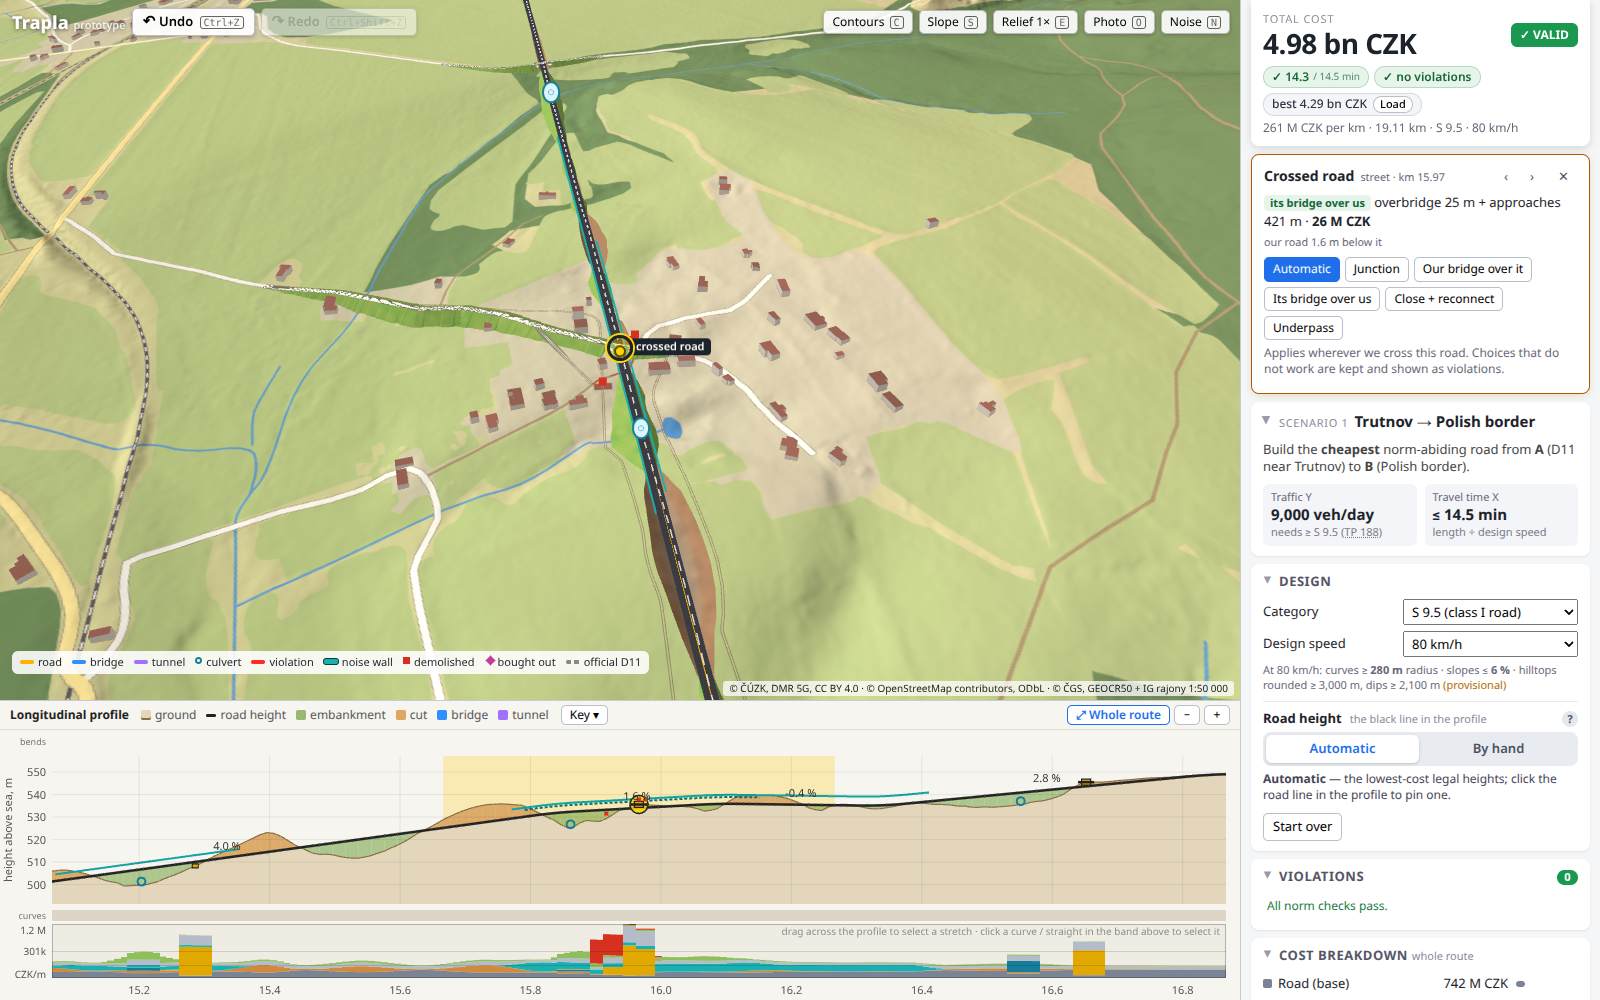 Trapla prototype
↶ Undo Ctrl+Z
↷ Redo Ctrl+Shift+Z
Contours C
Slope S
Relief 1× E
Photo O
Noise N
crossed road
road
bridge
tunnel
culvert
violation
noise wall
demolished
bought out
official D11
© ČÚZK, DMR 5G, CC BY 4.0 · © OpenStreetMap contributors, ODbL · © ČGS, GEOCR50 + IG rajony 1:50 000
Longitudinal profile
ground
road height
embankment
cut
bridge
tunnel
Key ▾
⤢ Whole route
−
+
bends
550
540
530
520
510
500
height above sea, m
4.0 %
1.6 %
-0.4 %
2.8 %
curves
1.2 M
301k
CZK/m
drag across the profile to select a stretch · click a curve / straight in the band above to select it
15.2
15.4
15.6
15.8
16.0
16.2
16.4
16.6
16.8
TOTAL COST
4.98 bn CZK
✓ VALID
✓ 14.3 / 14.5 min
✓ no violations
best 4.29 bn CZK Load
261 M CZK per km · 19.11 km · S 9.5 · 80 km/h
Crossed road street · km 15.97
‹
›
✕
its bridge over us overbridge 25 m + approaches
421 m · 26 M CZK
our road 1.6 m below it
Automatic
Junction
Our bridge over it
Its bridge over us
Close + reconnect
Underpass
Applies wherever we cross this road. Choices that do
not work are kept and shown as violations.
SCENARIO 1 Trutnov → Polish border
Build the cheapest norm-abiding road from A (D11
near Trutnov) to B (Polish border).
Traffic Y
9,000 veh/day
needs ≥ S 9.5 (TP 188)
Travel time X
≤ 14.5 min
length ÷ design speed
DESIGN
Category
S 9.5 (class I road)
Design speed
80 km/h
At 80 km/h: curves ≥ 280 m radius · slopes ≤ 6 % · hilltops
rounded ≥ 3,000 m, dips ≥ 2,100 m (provisional)
Road height the black line in the profile
?
Automatic
By hand
Automatic — the lowest-cost legal heights; click the
road line in the profile to pin one.
Start over
VIOLATIONS
0
All norm checks pass.
COST BREAKDOWN whole route
Road (base)
742 M CZK